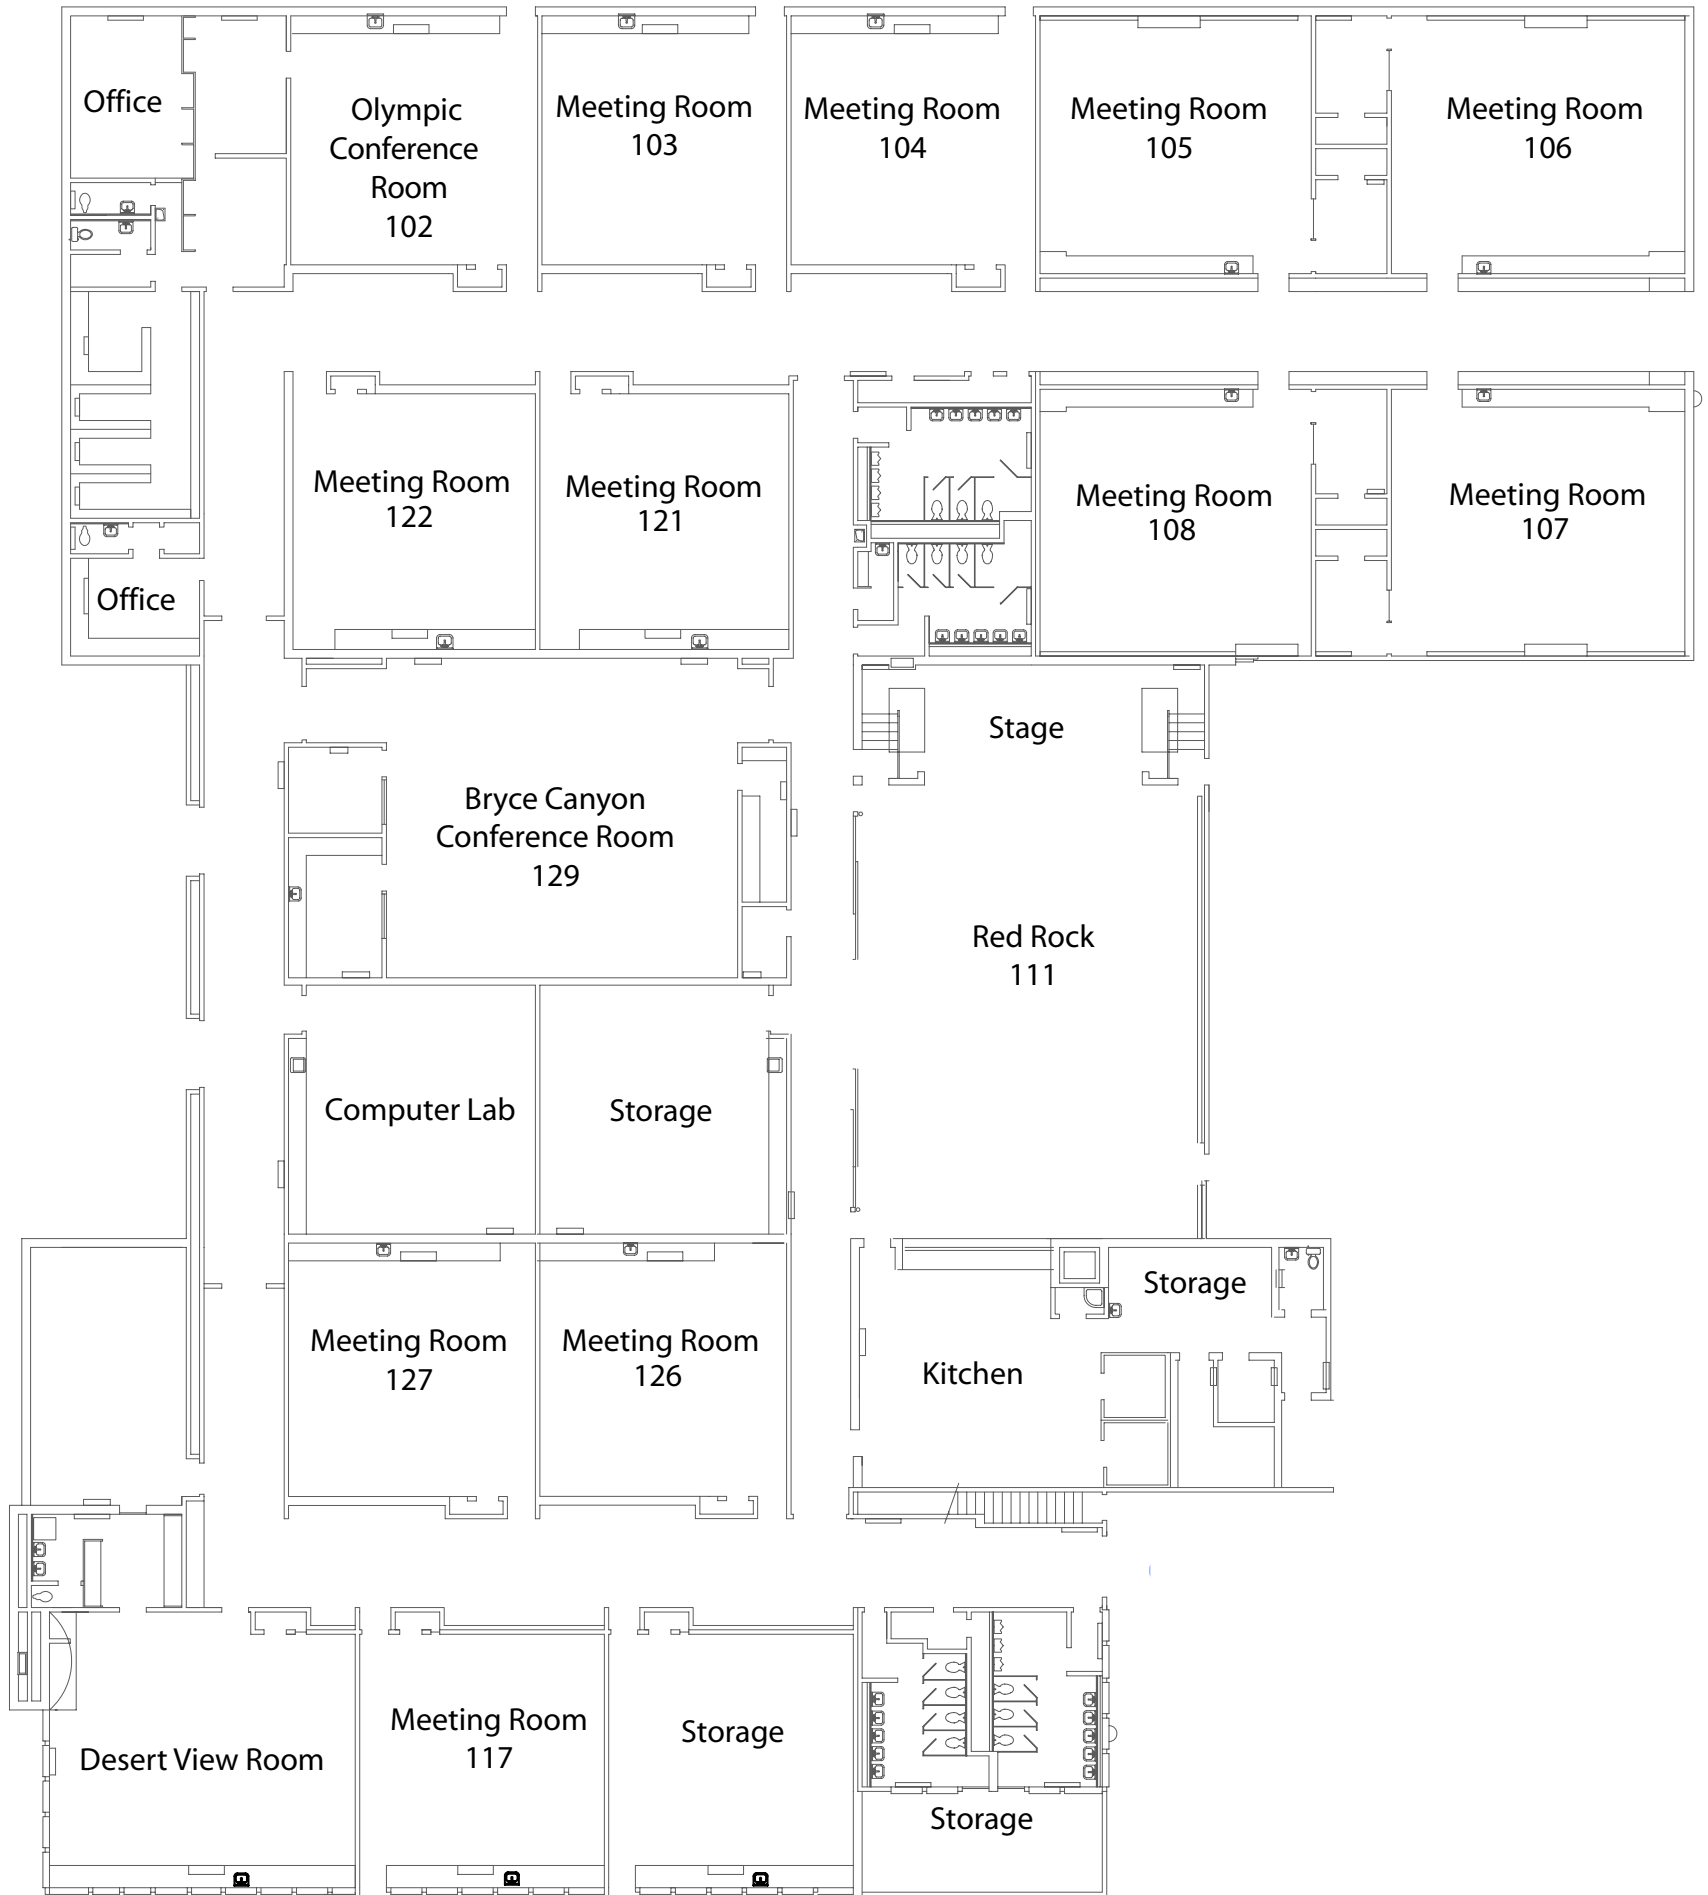 Office
Olympic
Conference
Room
102
Meeting Room
103
Meeting Room
104
Meeting Room
105
Meeting Room
106
Meeting Room
122
Meeting Room
121
Meeting Room
108
Meeting Room
107
Office
Stage
Bryce Canyon
Conference Room
129
Red Rock
111
Computer Lab
Storage
Storage
Meeting Room
127
Meeting Room
126
Kitchen
Desert View Room
Meeting Room
117
Storage
Storage